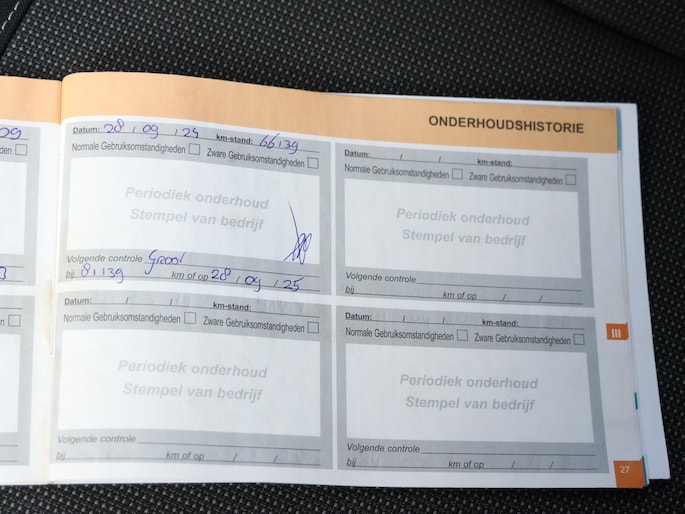 ONDERHOUDSHISTORIE
09
den
Datum: 28 / 09 / 24 km-stand: 66139
Normale Gebruiksomstandigheden Zware Gebruiksomstandigheden
Periodiek onderhoud
Stempel van bedrijf
Volgende controle Groot
bij 81139 km of op 28 / 09 / 25
Datum: / / km-stand:
Normale Gebruiksomstandigheden Zware Gebruiksomstandigheden
Periodiek onderhoud
Stempel van bedrijf
Volgende controle
bij km of op / /
n
Datum: / / km-stand:
Normale Gebruiksomstandigheden Zware Gebruiksomstandigheden
Periodiek onderhoud
Stempel van bedrijf
Volgende controle
bij km of op / /
Datum: / / km-stand:
Normale Gebruiksomstandigheden Zware Gebruiksomstandigheden
Periodiek onderhoud
Stempel van bedrijf
Volgende controle
bij km of op / /
III
27